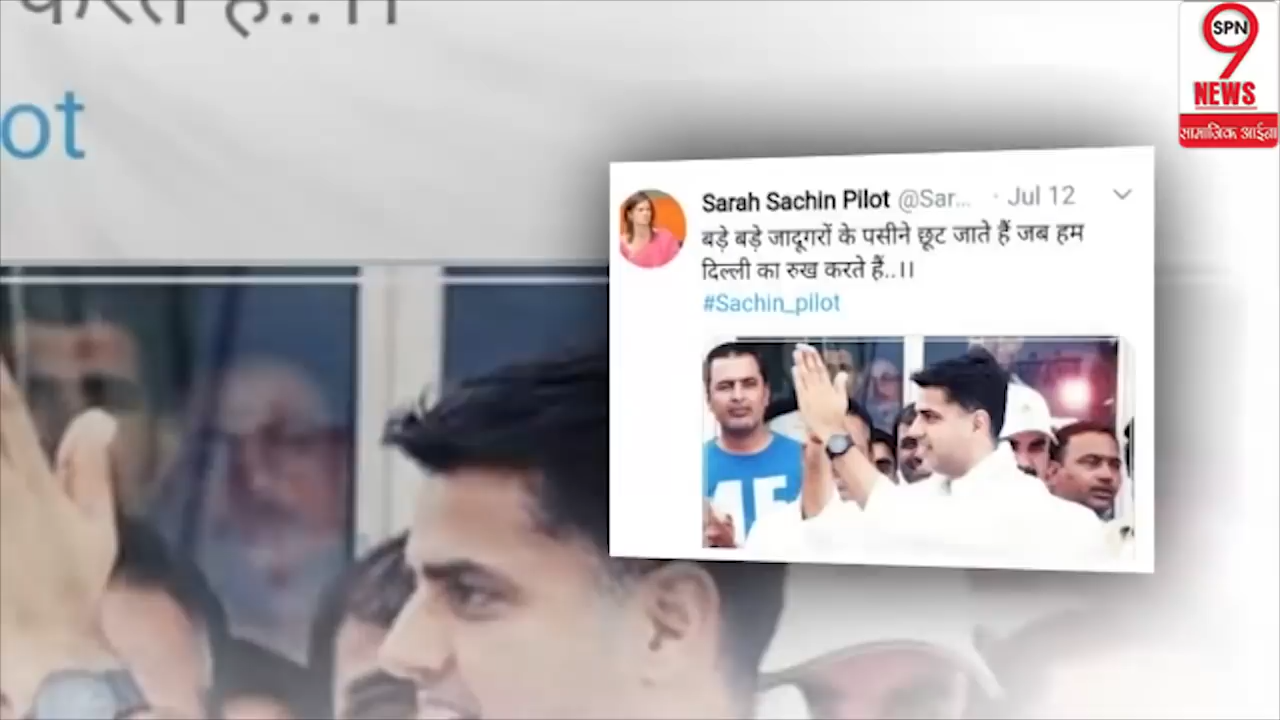 करते हैं..।।
ot
SPN
9
NEWS
सामाजिक आईना
Sarah Sachin Pilot @Sar... · Jul 12
बड़े बड़े जादूगरों के पसीने छूट जाते हैं जब हम
दिल्ली का रुख करते हैं..।।
#Sachin_pilot